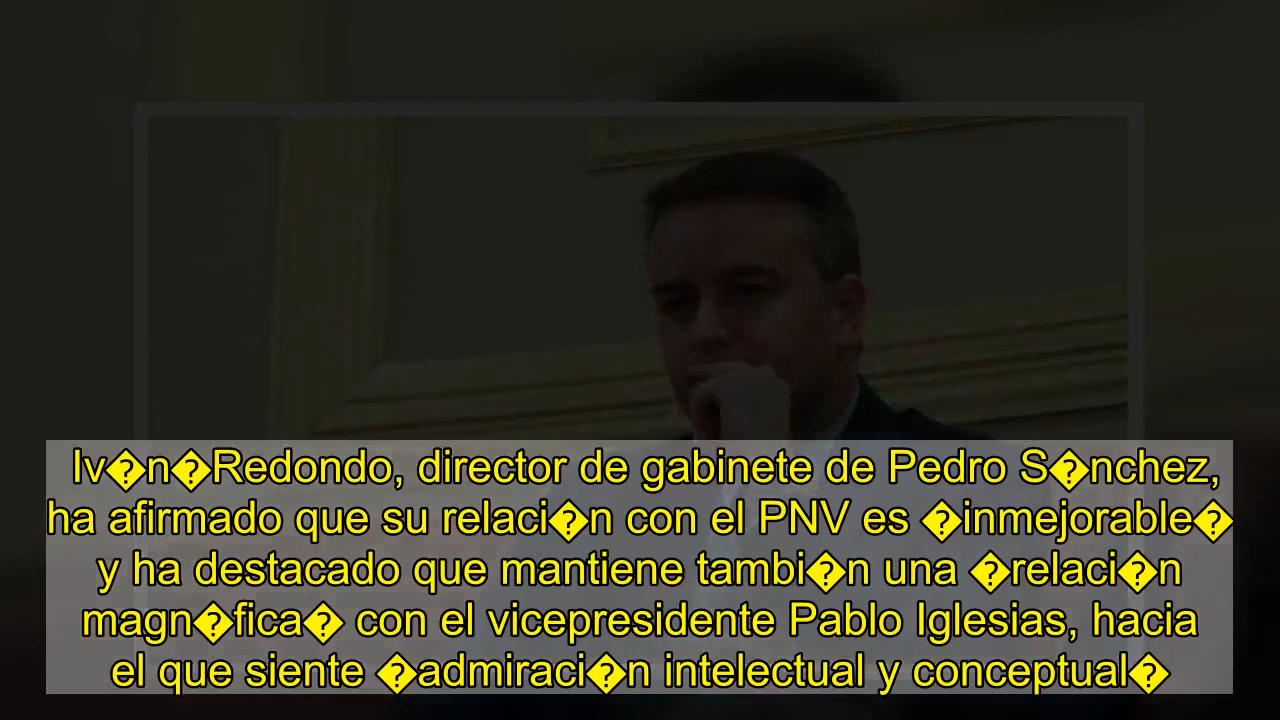 Iv�n�Redondo, director de gabinete de Pedro S�nchez,
ha afirmado que su relaci�n con el PNV es �inmejorable�
y ha destacado que mantiene tambi�n una �relaci�n
magn�fica� con el vicepresidente Pablo Iglesias, hacia
el que siente �admiraci�n intelectual y conceptual�